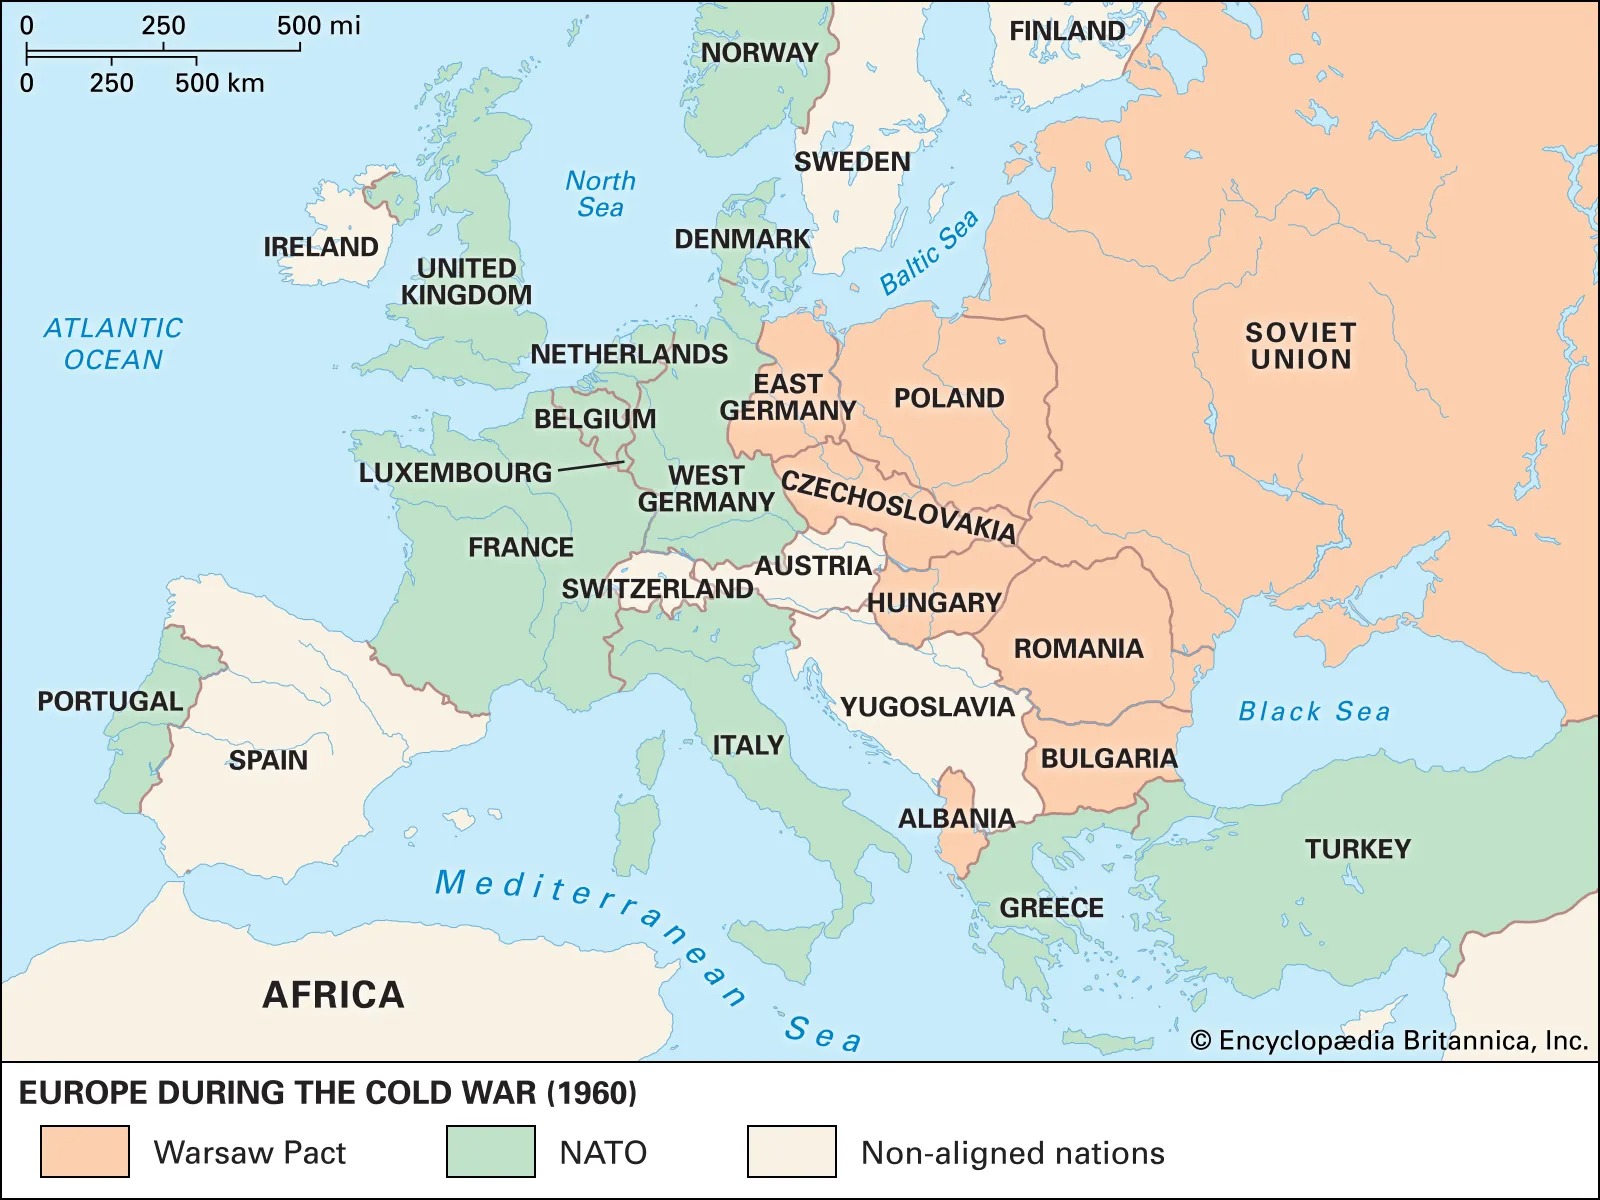 0 250 500 mi
0 250 500 km
NORWAY
FINLAND
SWEDEN
North
Sea
IRELAND
DENMARK
Baltic Sea
UNITED
KINGDOM
ATLANTIC
OCEAN
SOVIET
UNION
NETHERLANDS
EAST
GERMANY
POLAND
BELGIUM
LUXEMBOURG
WEST
GERMANY
CZECHOSLOVAKIA
FRANCE
AUSTRIA
SWITZERLAND
HUNGARY
ROMANIA
PORTUGAL
YUGOSLAVIA
Black Sea
ITALY
SPAIN
BULGARIA
ALBANIA
TURKEY
Mediterranean Sea
GREECE
AFRICA
© Encyclopædia Britannica, Inc.
EUROPE DURING THE COLD WAR (1960)
Warsaw Pact NATO Non-aligned nations